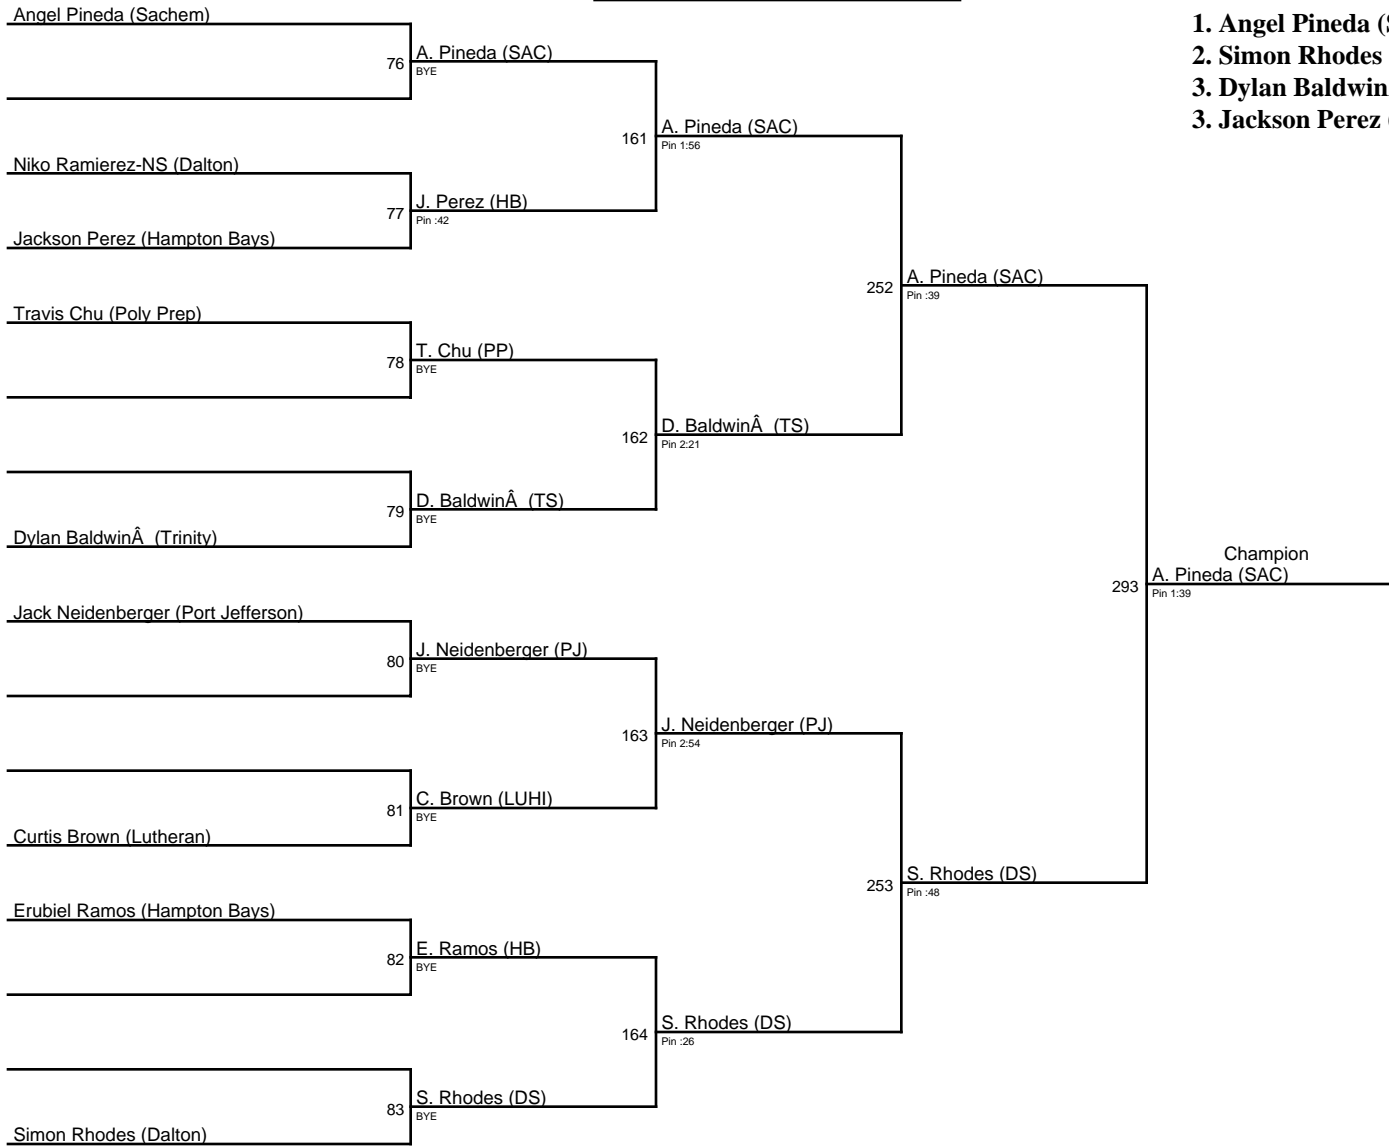 Angel Pineda (Sachem)
76
A. Pineda (SAC)
BYE
161
A. Pineda (SAC)
Pin 1:56
Niko Ramierez-NS (Dalton)
77
J. Perez (HB)
Pin :42
Jackson Perez (Hampton Bays)
252
A. Pineda (SAC)
Pin :39
Travis Chu (Poly Prep)
78
T. Chu (PP)
BYE
162
D. BaldwinÂ  (TS)
Pin 2:21
79
D. BaldwinÂ  (TS)
BYE
Dylan BaldwinÂ  (Trinity)
Champion
293
A. Pineda (SAC)
Pin 1:39
Jack Neidenberger (Port Jefferson)
80
J. Neidenberger (PJ)
BYE
163
J. Neidenberger (PJ)
Pin 2:54
81
C. Brown (LUHI)
BYE
Curtis Brown (Lutheran)
253
S. Rhodes (DS)
Pin :48
Erubiel Ramos (Hampton Bays)
82
E. Ramos (HB)
BYE
164
S. Rhodes (DS)
Pin :26
83
S. Rhodes (DS)
BYE
Simon Rhodes (Dalton)
1. Angel Pineda (
2. Simon Rhodes
3. Dylan Baldwin
3. Jackson Perez